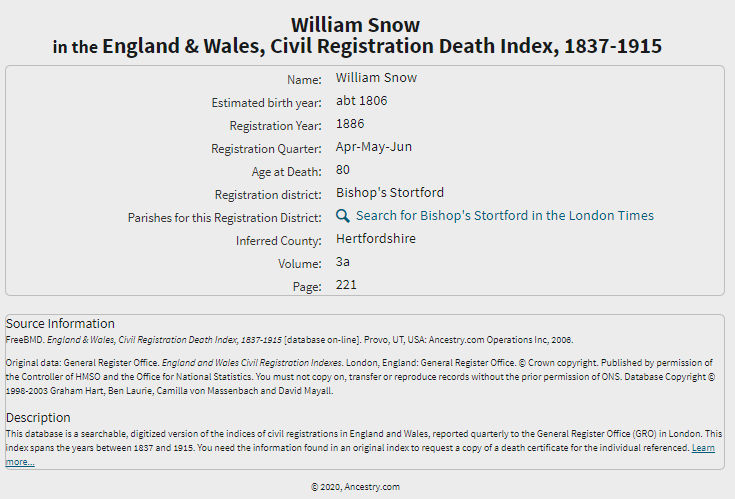 William Snow
in the England & Wales, Civil Registration Death Index, 1837-1915
Name: William Snow
Estimated birth year: abt 1806
Registration Year: 1886
Registration Quarter: Apr-May-Jun
Age at Death: 80
Registration district: Bishop's Stortford
Parishes for this Registration District: Search for Bishop's Stortford in the London Times
Inferred County: Hertfordshire
Volume: 3a
Page: 221
Source Information
FreeBMD. England & Wales, Civil Registration Death Index, 1837-1915 [database on-line]. Provo, UT, USA: Ancestry.com Operations Inc, 2006.
Original data: General Register Office. England and Wales Civil Registration Indexes. London, England: General Register Office. © Crown copyright. Published by permission of
the Controller of HMSO and the Office for National Statistics. You must not copy on, transfer or reproduce records without the prior permission of ONS. Database Copyright ©
1998-2003 Graham Hart, Ben Laurie, Camilla von Massenbach and David Mayall.
Description
This database is a searchable, digitized version of the indices of civil registrations in England and Wales, reported quarterly to the General Register Office (GRO) in London. This
index spans the years between 1837 and 1915. You need the information found in an original index to request a copy of a death certificate for the individual referenced. Learn
more...
© 2020, Ancestry.com